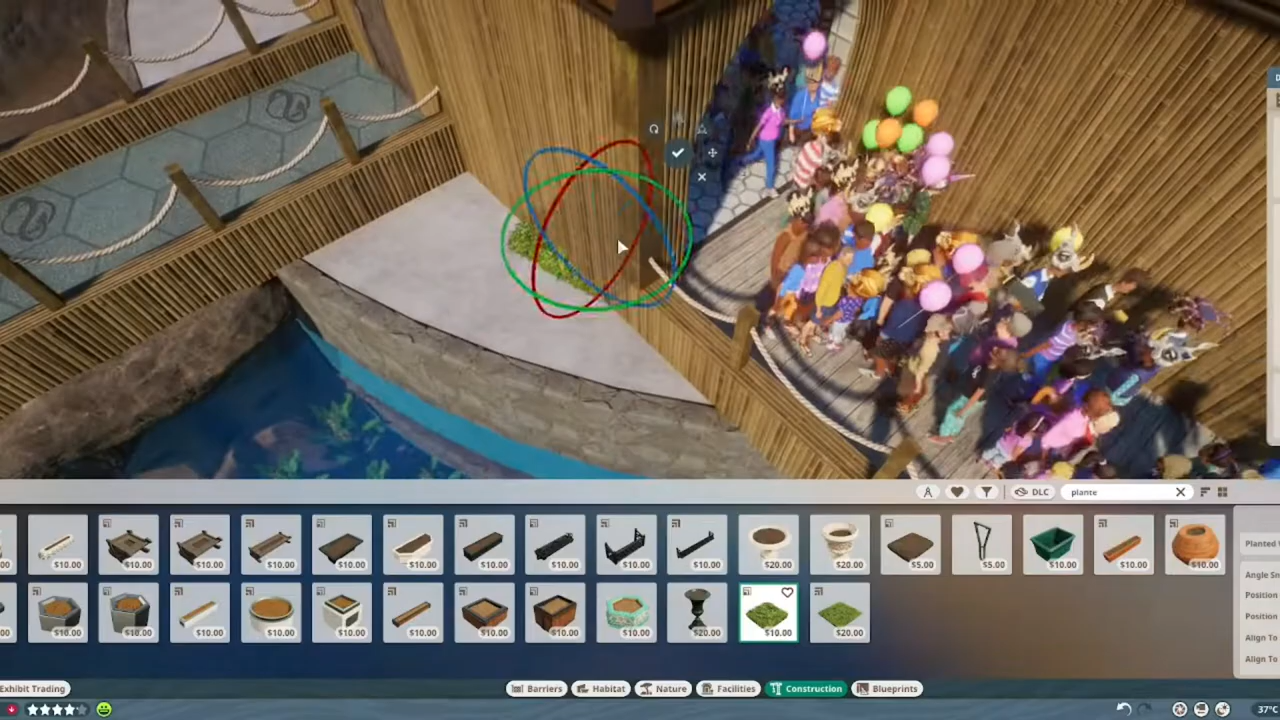 DLC
plante
$10.00 $10.00 $10.00 $10.00 $10.00 $10.00 $10.00 $10.00 $10.00 $10.00 $20.00 $20.00 $5.00 $5.00 $10.00 $10.00 $10.00
Planted
Angle Sn
Position
Position
Align To
Align To
$10.00 $10.00 $10.00 $10.00 $10.00 $10.00 $10.00 $10.00 $10.00 $20.00 $10.00 $20.00
Exhibit Trading
Barriers Habitat Nature Facilities Construction Blueprints
37°C